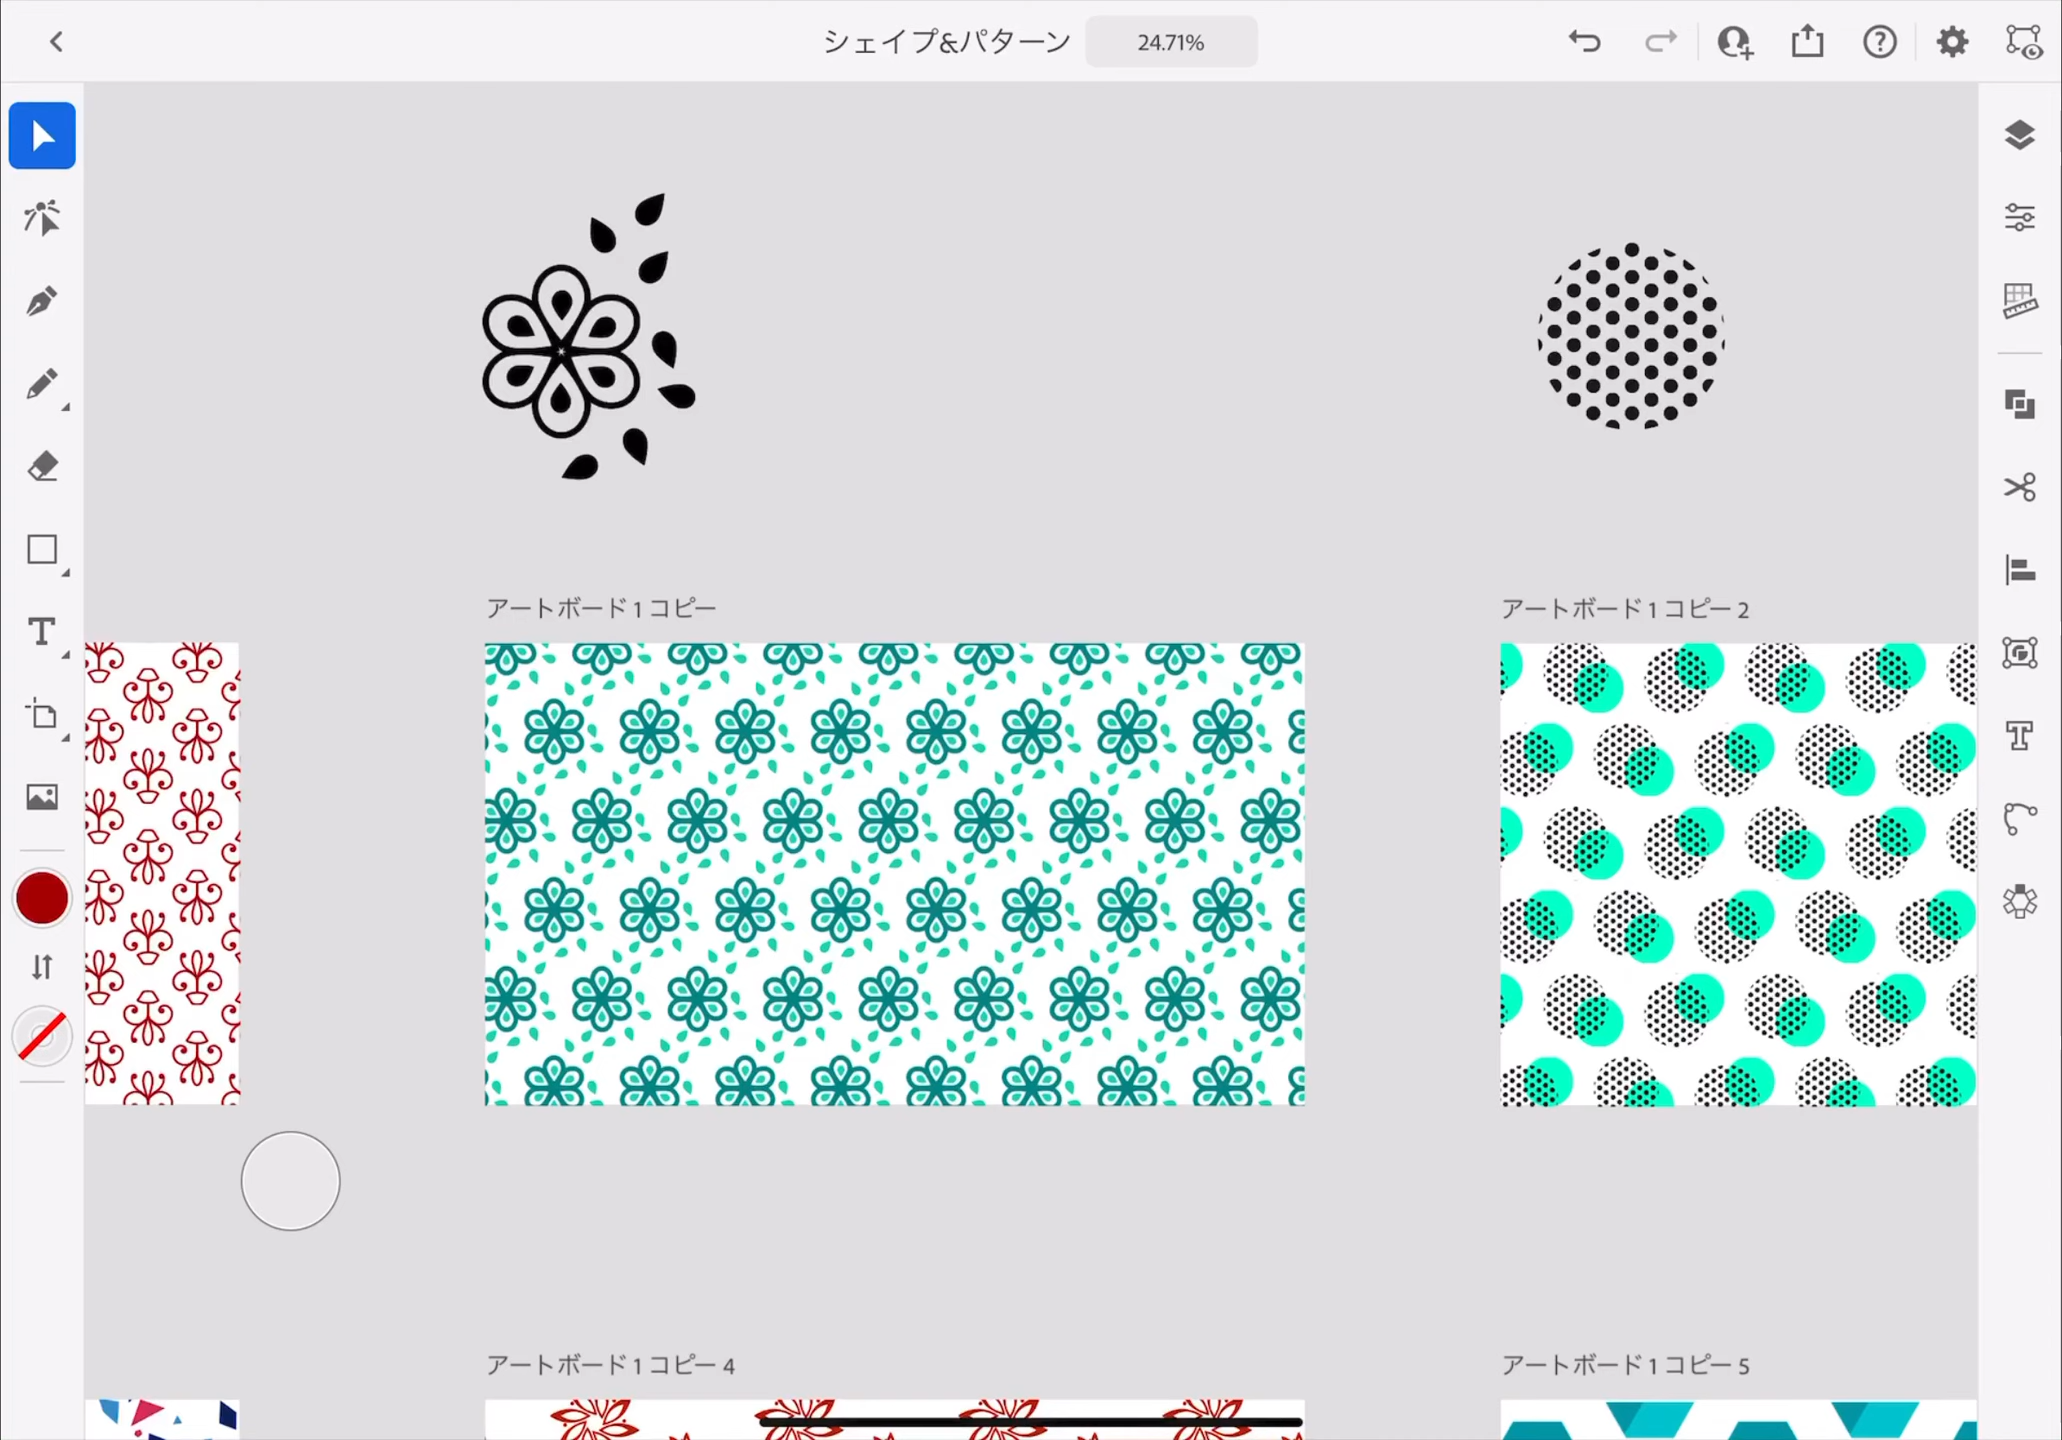 シェイプ&パターン
24.71%
アートボード 1 コピー
アートボード 1 コピー 2
アートボード 1 コピー 4
アートボード 1 コピー 5